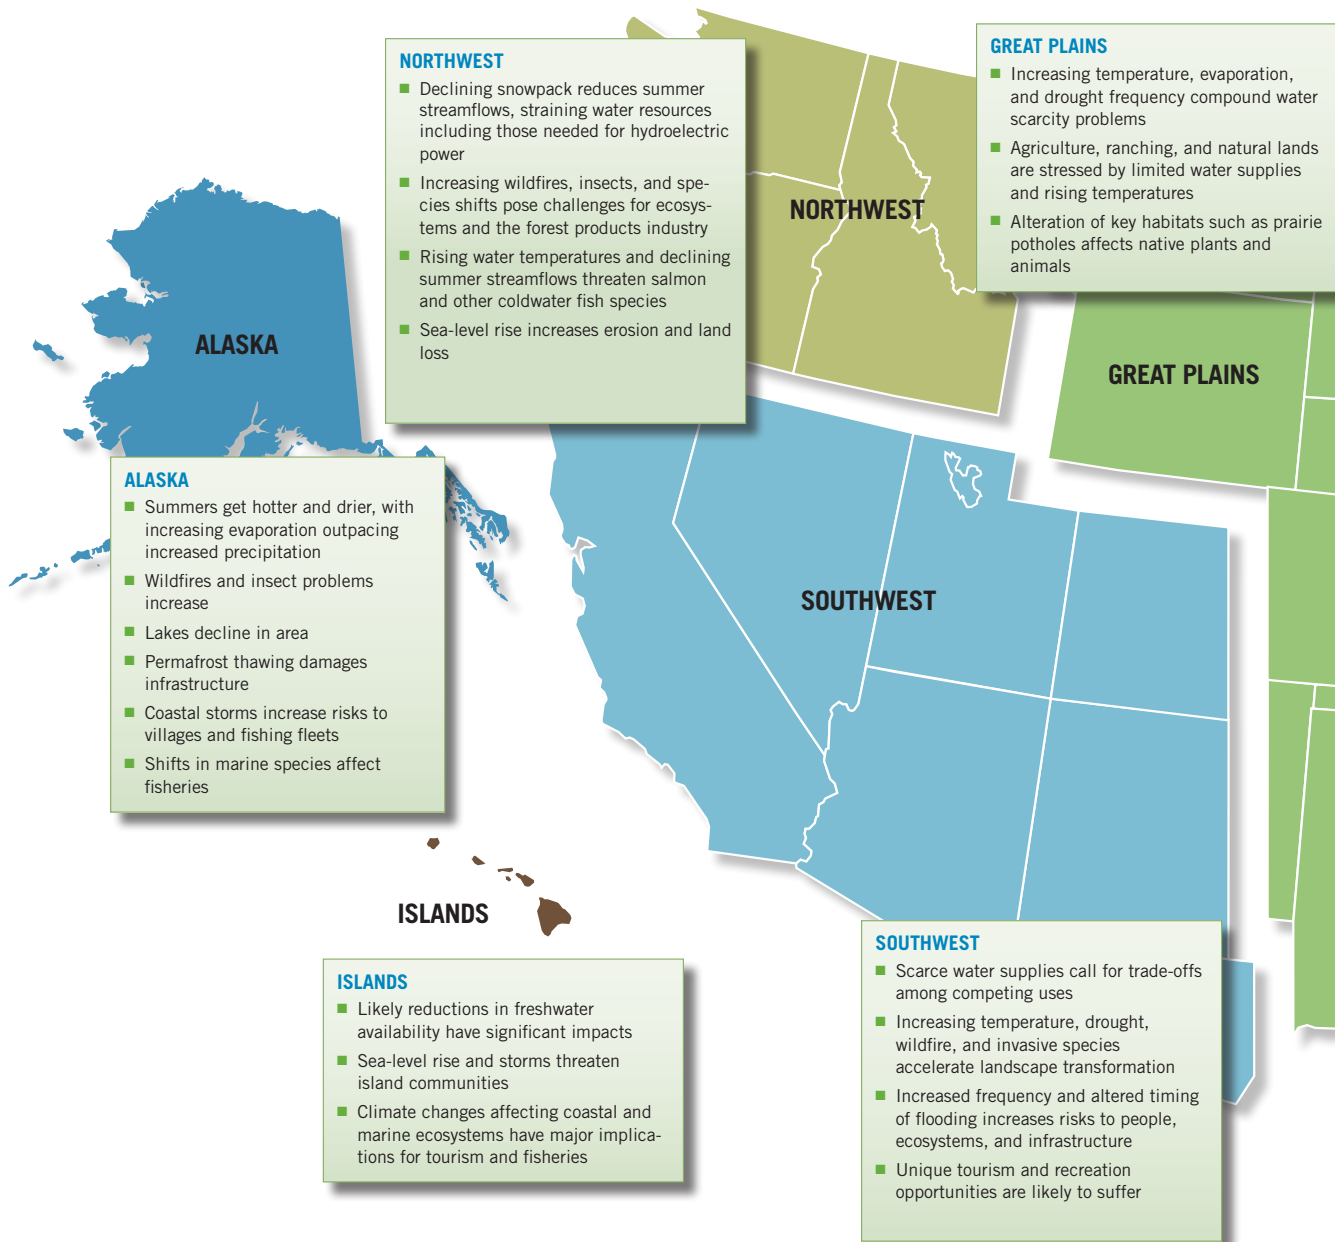 NORTHWEST
■ Declining snowpack reduces summer
streamflows, straining water resources
including those needed for hydroelectric
power
■ Increasing wildfires, insects, and spe-
cies shifts pose challenges for ecosys-
tems and the forest products industry
■ Rising water temperatures and declining
summer streamflows threaten salmon
and other coldwater fish species
■ Sea-level rise increases erosion and land
loss
GREAT PLAINS
■ Increasing temperature, evaporation,
and drought frequency compound water
scarcity problems
■ Agriculture, ranching, and natural lands
are stressed by limited water supplies
and rising temperatures
■ Alteration of key habitats such as prairie
potholes affects native plants and
animals
NORTHWEST
ALASKA
GREAT PLAINS
ALASKA
■ Summers get hotter and drier, with
increasing evaporation outpacing
increased precipitation
■ Wildfires and insect problems
increase
■ Lakes decline in area
■ Permafrost thawing damages
infrastructure
■ Coastal storms increase risks to
villages and fishing fleets
■ Shifts in marine species affect
fisheries
SOUTHWEST
ISLANDS
ISLANDS
■ Likely reductions in freshwater
availability have significant impacts
■ Sea-level rise and storms threaten
island communities
■ Climate changes affecting coastal and
marine ecosystems have major implica-
tions for tourism and fisheries
SOUTHWEST
■ Scarce water supplies call for trade-offs
among competing uses
■ Increasing temperature, drought,
wildfire, and invasive species
accelerate landscape transformation
■ Increased frequency and altered timing
of flooding increases risks to people,
ecosystems, and infrastructure
■ Unique tourism and recreation
opportunities are likely to suffer